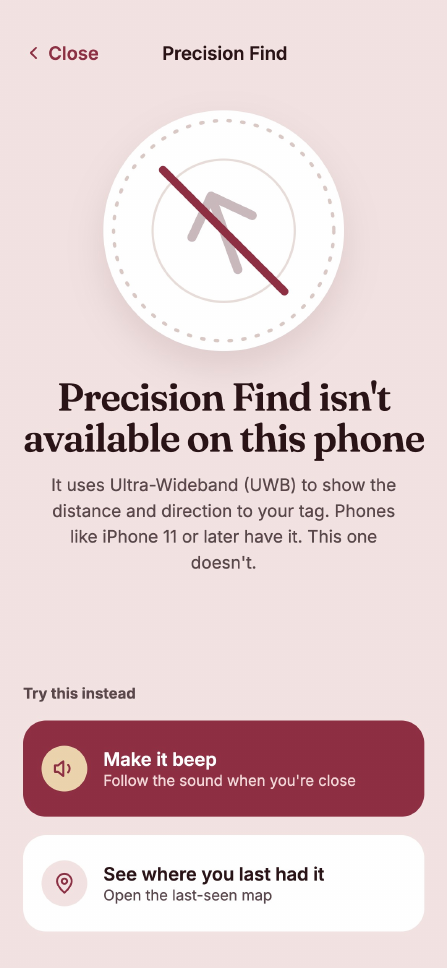 Close
Precision Find
Precision Find isn't
available on this phone
It uses Ultra-Wideband (UWB) to show the
distance and direction to your tag. Phones
like iPhone 11 or later have it. This one
doesn't.
Try this instead
Make it beep
Follow the sound when you're close
See where you last had it
Open the last-seen map